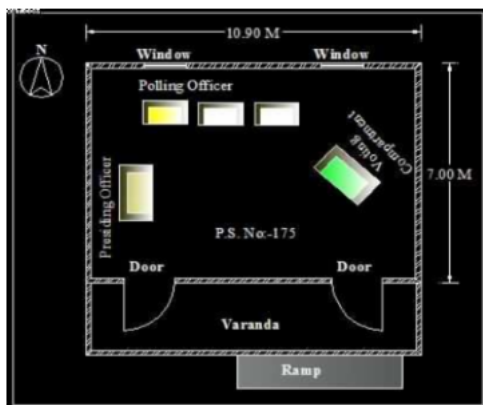 10.90 M
N
Window
Window
Polling Officer
Voting
Compartment
7.00 M
Presiding Officer
P.S. No:-175
Door
Door
Varanda
Ramp